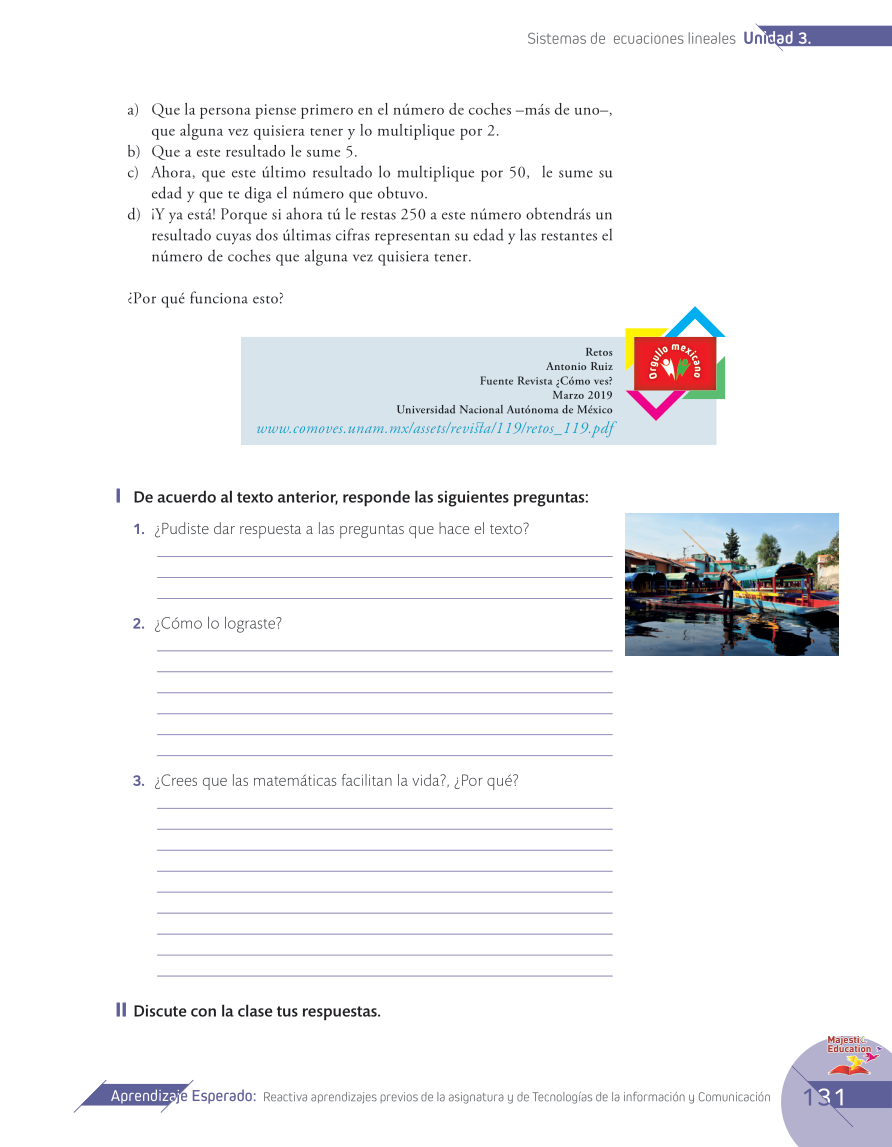 Sistemas de ecuaciones lineales Unidad 3.
a) Que la persona piense primero en el número de coches –más de uno–,
que alguna vez quisiera tener y lo multiplique por 2.
b) Que a este resultado le sume 5.
c) Ahora, que este último resultado lo multiplique por 50, le sume su
edad y que te diga el número que obtuvo.
d) ¡Y ya está! Porque si ahora tú le restas 250 a este número obtendrás un
resultado cuyas dos últimas cifras representan su edad y las restantes el
número de coches que alguna vez quisiera tener.
¿Por qué funciona esto?
Orgullo mexicano
Retos
Antonio Ruiz
Fuente Revista ¿Cómo ves?
Marzo 2019
Universidad Nacional Autónoma de México
www.comoves.unam.mx/assets/revista/119/retos_119.pdf
I De acuerdo al texto anterior, responde las siguientes preguntas:
1. ¿Pudiste dar respuesta a las preguntas que hace el texto?
2. ¿Cómo lo lograste?
3. ¿Crees que las matemáticas facilitan la vida?, ¿Por qué?
II Discute con la clase tus respuestas.
Majestic
Education
Aprendizaje Esperado: Reactiva aprendizajes previos de la asignatura y de Tecnologías de la información y Comunicación
131